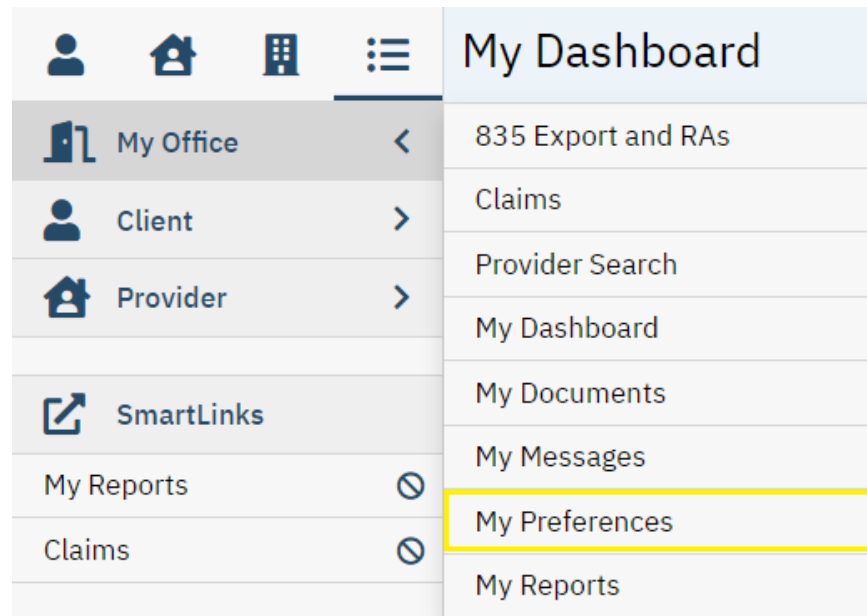 My Office
Client
Provider
SmartLinks
My Reports
Claims
My Dashboard
835 Export and RAs
Claims
Provider Search
My Dashboard
My Documents
My Messages
My Preferences
My Reports